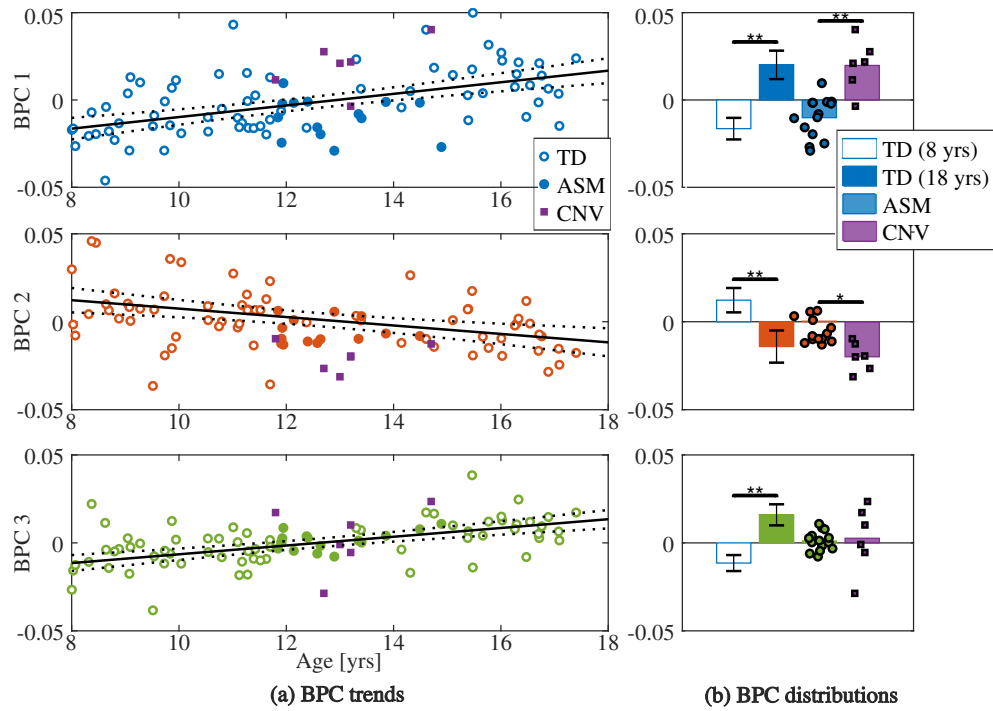 0.05
BPC 1
0
-0.05
8 10 12 14 16 18
TD
ASM
CNV
0.05
**
**
0
-0.05
TD (8 yrs)
TD (18 yrs)
ASM
CNV
0.05
BPC 2
0
-0.05
8 10 12 14 16 18
0.05
**
*
0
-0.05
0.05
BPC 3
0
0.05
8 10 12 14 16 18
Age [yrs]
0.05
**
0
-0.05
(a) BPC trends
(b) BPC distributions